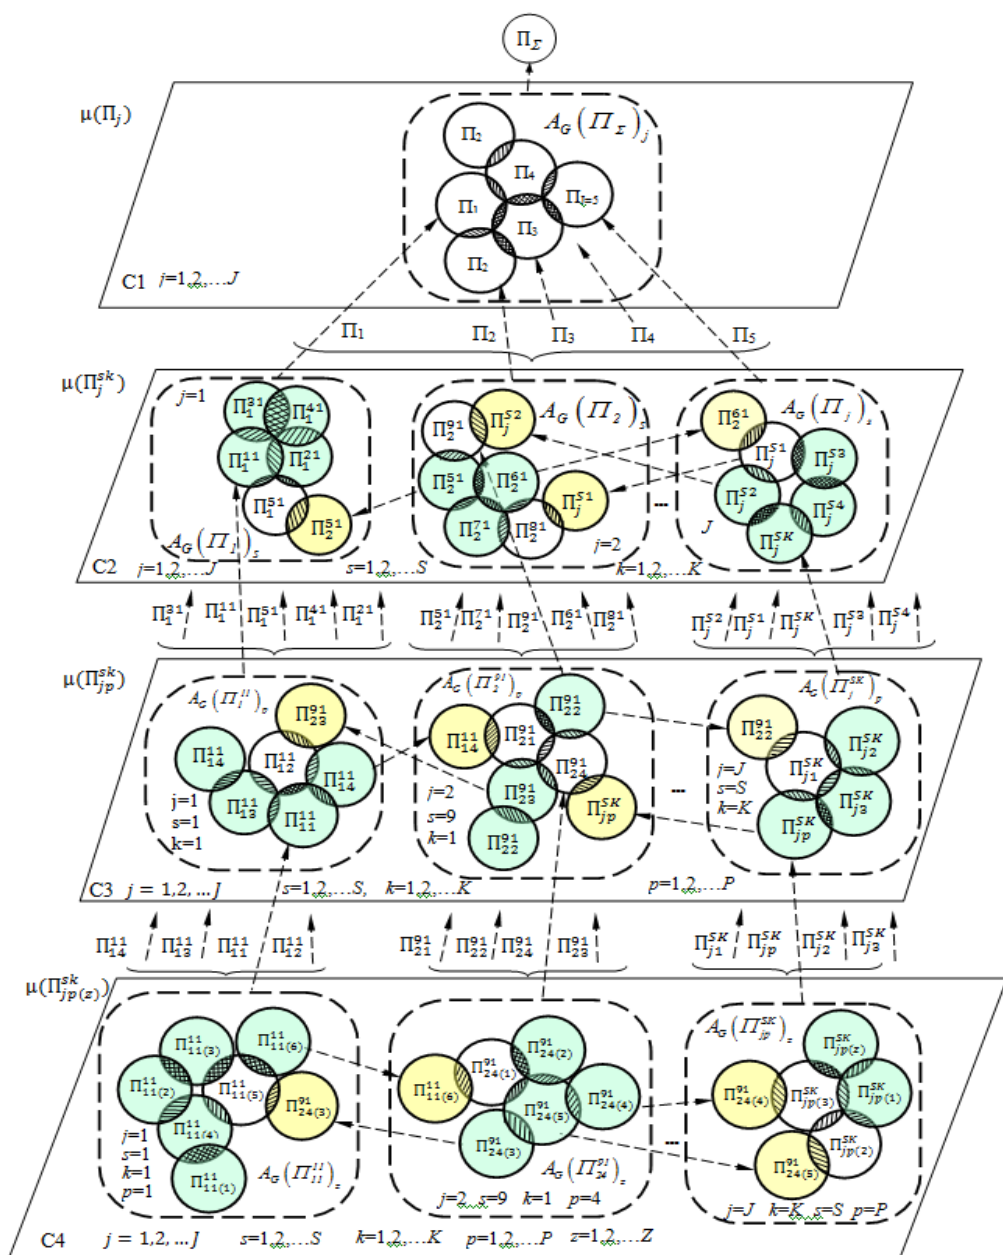 Π_Σ
μ(Π_j)
A_G(Π_Σ)_j
Π₂
Π₄
Π₁
Π_{J=5}
Π₃
Π₂
C1 j=1,2,…J
Π₁ Π₂ Π₃ Π₄ Π₅
μ(Π_j^{sk})
j=1
Π_1^{31} Π_1^{41}
Π_1^{11} Π_1^{21}
Π_1^{51}
Π_2^{51}
A_G(Π_1)_s
Π_2^{91} Π_j^{S2}
A_G(Π_2)_s
Π_2^{51} Π_2^{61}
Π_j^{S1}
Π_2^{71} Π_2^{81}
j=2
...
Π_2^{61}
A_G(Π_j)_s
Π_j^{S1} Π_j^{S3}
Π_j^{S2} Π_j^{S4}
J
Π_j^{SK}
C2 j=1,2,…J s=1,2,…S k=1,2,…K
Π_1^{31} Π_1^{11} Π_1^{51} Π_1^{41} Π_1^{21}
Π_2^{51} Π_2^{71} Π_2^{91} Π_2^{61} Π_2^{81}
Π_j^{S2} Π_j^{S1} Π_j^{SK} Π_j^{S3} Π_j^{S4}
μ(Π_{jp}^{sk})
A_G(Π_1^{11})_p
Π_{23}^{91}
Π_{14}^{11} Π_{12}^{11} Π_{14}^{11}
j=1
s=1
k=1
Π_{13}^{11} Π_{11}^{11}
A_G(Π_2^{91})_p
Π_{22}^{91}
Π_{14}^{11} Π_{21}^{91}
Π_{24}^{91}
j=2
s=9
k=1
Π_{23}^{91}
Π_{jp}^{SK}
Π_{22}^{91}
...
A_G(Π_j^{SK})_p
Π_{22}^{91}
Π_{j2}^{SK}
Π_{j1}^{SK}
j=J
s=S
k=K
Π_{j3}^{SK}
Π_{jp}^{SK}
C3 j = 1,2, … J s=1,2,…S, k=1,2,…K p=1,2,…P
Π_{14}^{11} Π_{13}^{11} Π_{11}^{11} Π_{12}^{11}
Π_{21}^{91} Π_{22}^{91} Π_{24}^{91} Π_{23}^{91}
Π_{j1}^{SK} Π_{jp}^{SK} Π_{j2}^{SK} Π_{j3}^{SK}
μ(Π_{jp(z)}^{sk})
Π_{11(3)}^{11} Π_{11(6)}^{11}
Π_{11(2)}^{11} Π_{11(5)}^{11}
Π_{24(3)}^{91}
Π_{11(4)}^{11}
j=1
s=1
k=1
p=1
Π_{11(1)}^{11}
A_G(Π_{11}^{11})_z
Π_{24(2)}^{91}
Π_{11(6)}^{11} Π_{24(1)}^{91}
Π_{24(5)}^{91} Π_{24(4)}^{91}
Π_{24(3)}^{91}
A_G(Π_{24}^{91})_z
j=2 s=9 k=1 p=4
...
A_G(Π_{jp}^{SK})_z
Π_{jp(z)}^{SK}
Π_{24(4)}^{91} Π_{jp(3)}^{SK} Π_{jp(1)}^{SK}
Π_{jp(2)}^{SK}
Π_{24(5)}^{91}
j=J k=K s=S p=P
C4 j = 1,2, … J s=1,2,…S k=1,2,…K p=1,2,…P z=1,2,…Z